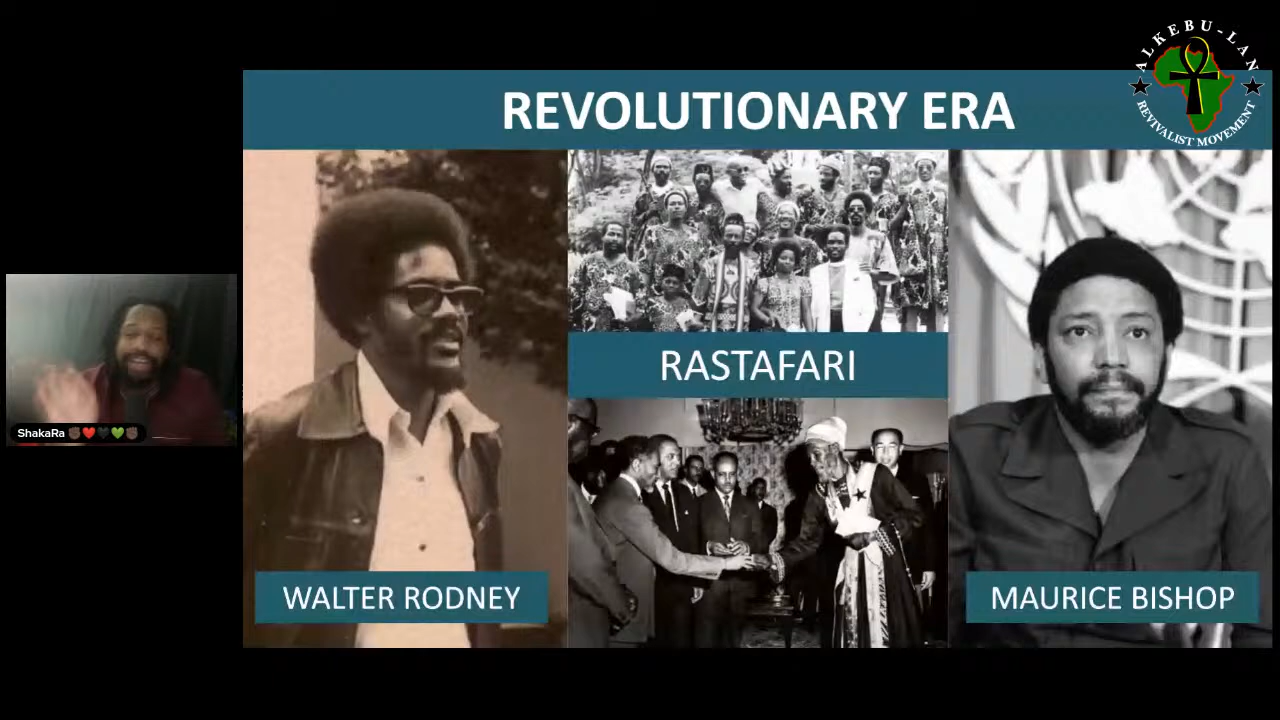 ALKEBU-LAN
REVIVALIST MOVEMENT
REVOLUTIONARY ERA
RASTAFARI
ShakaRa ✊🏿❤️🖤💚✊🏿
WALTER RODNEY
MAURICE BISHOP